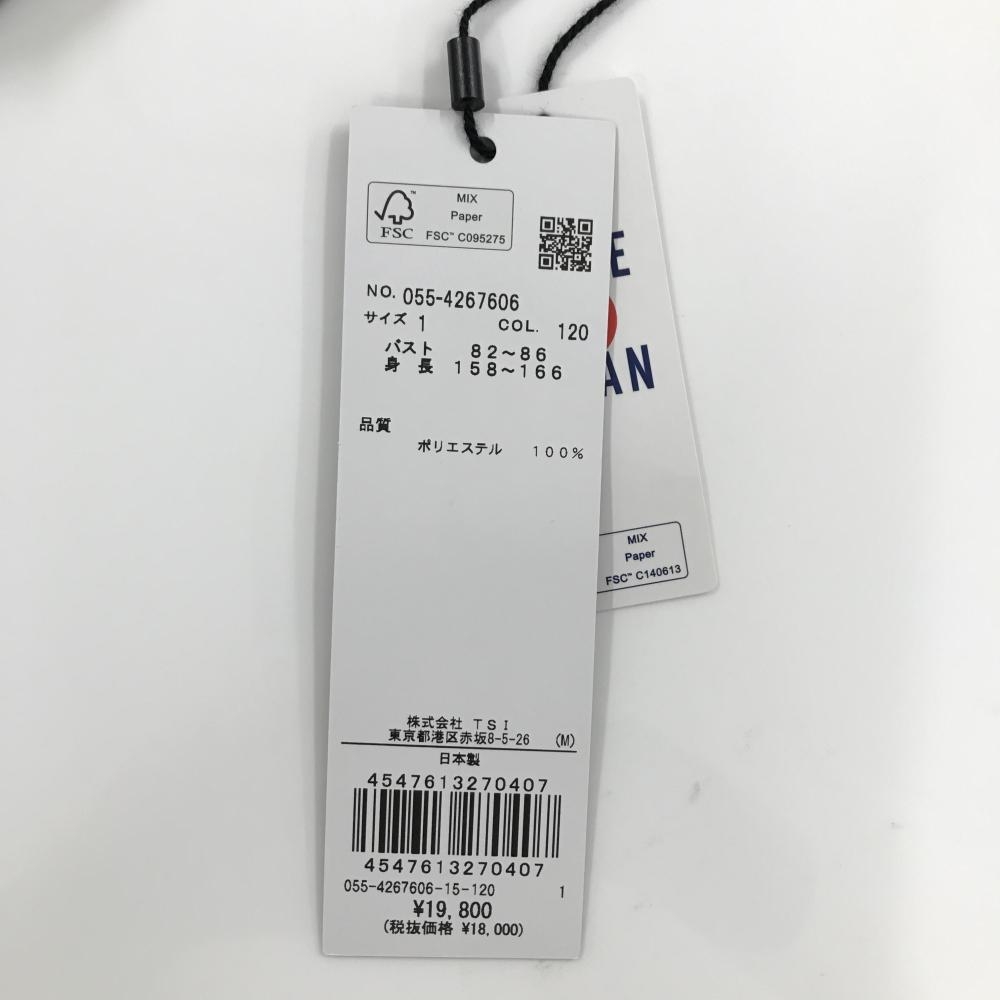 MIX
Paper
FSC™ C095275
FSC™
NO. 055-4267606
サイズ 1 COL. 120
バスト 82~86
身長 158~166
品質
ポリエステル 100%
株式会社 TSI
東京都港区赤坂8-5-26 (M)
日本製
4547613270407
4547613270407
055-4267606-15-120 1
¥19,800
(税抜価格 ¥18,000)
E
AN
MIX
Paper
FSC™ C140613